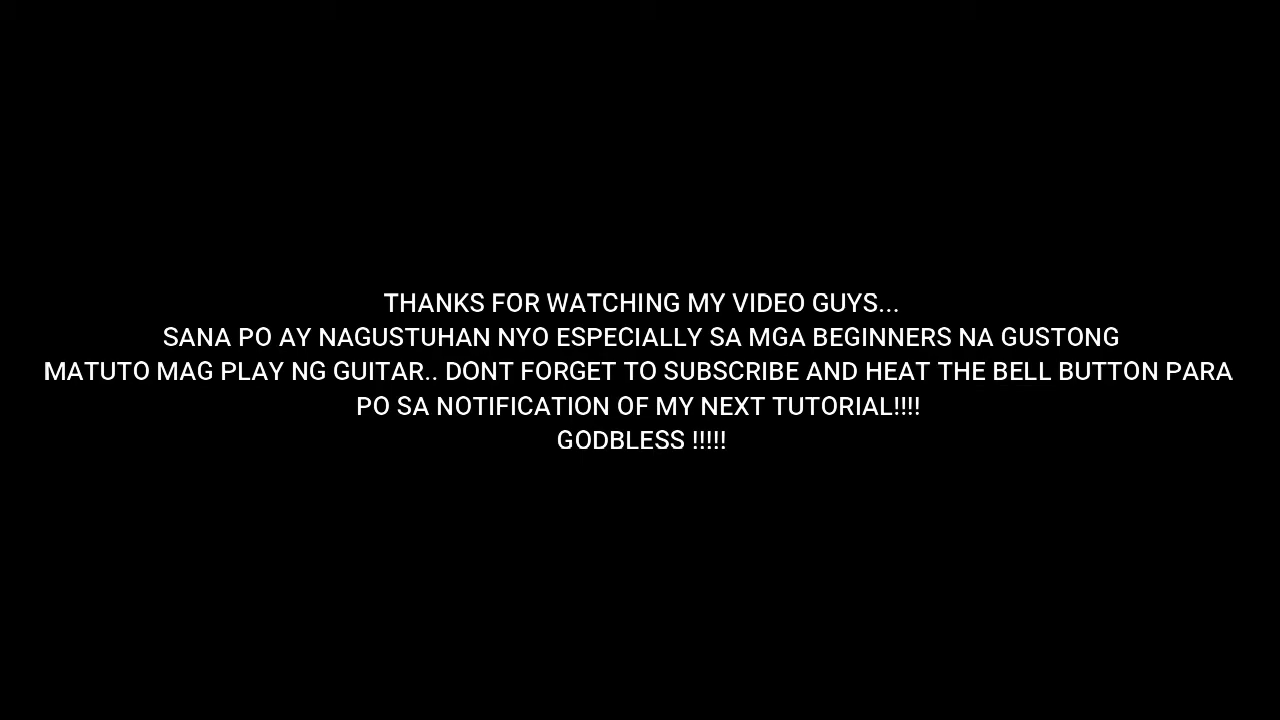 THANKS FOR WATCHING MY VIDEO GUYS...
SANA PO AY NAGUSTUHAN NYO ESPECIALLY SA MGA BEGINNERS NA GUSTONG
MATUTO MAG PLAY NG GUITAR.. DONT FORGET TO SUBSCRIBE AND HEAT THE BELL BUTTON PARA
PO SA NOTIFICATION OF MY NEXT TUTORIAL!!!!
GODBLESS !!!!!